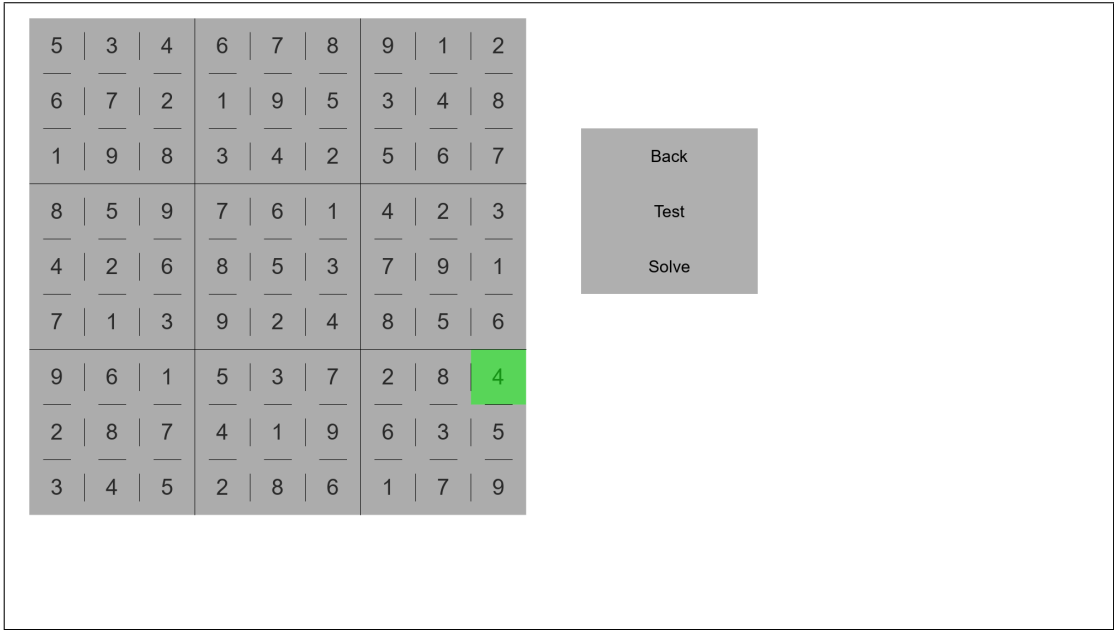 5 3 4 6 7 8 9 1 2
6 7 2 1 9 5 3 4 8
1 9 8 3 4 2 5 6 7
8 5 9 7 6 1 4 2 3
4 2 6 8 5 3 7 9 1
7 1 3 9 2 4 8 5 6
9 6 1 5 3 7 2 8 4
2 8 7 4 1 9 6 3 5
3 4 5 2 8 6 1 7 9
Back
Test
Solve